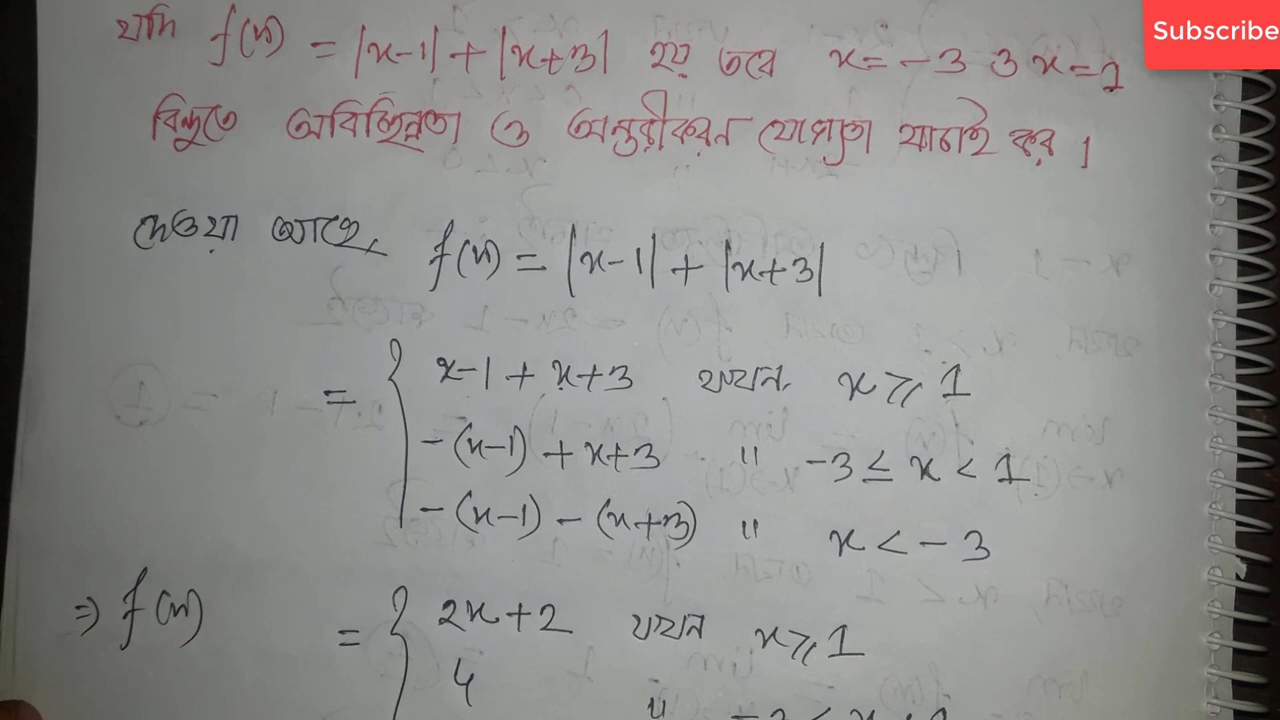 Subscribe
যদি f(x) = |x-1| + |x+3| হয় তবে x = -3 ও x = 1
বিন্দুতে অবিচ্ছিন্নতা ও অন্তরীকরন যোগ্যতা যাচাই কর।
দেওয়া আছে, f(x) = |x-1| + |x+3|
= { x-1 + x+3 যখন, x ≥ 1
-(x-1) + x+3 " -3 ≤ x < 1
-(x-1) - (x+3) " x < -3
⇒ f(x) = { 2x+2 যখন x ≥ 1
4 "